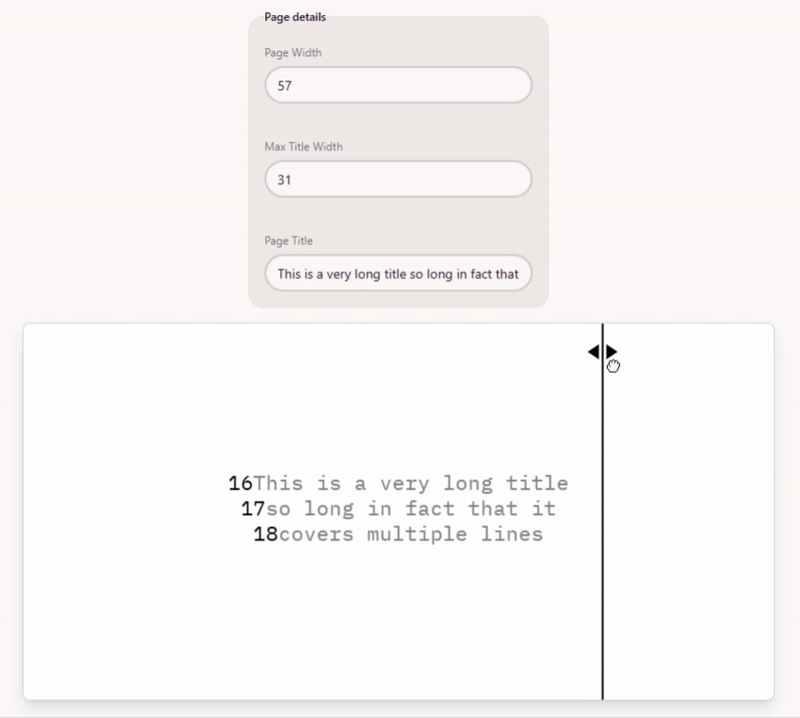 Page details
Page Width
57
Max Title Width
31
Page Title
This is a very long title so long in fact that
16This is a very long title
17so long in fact that it
18covers multiple lines